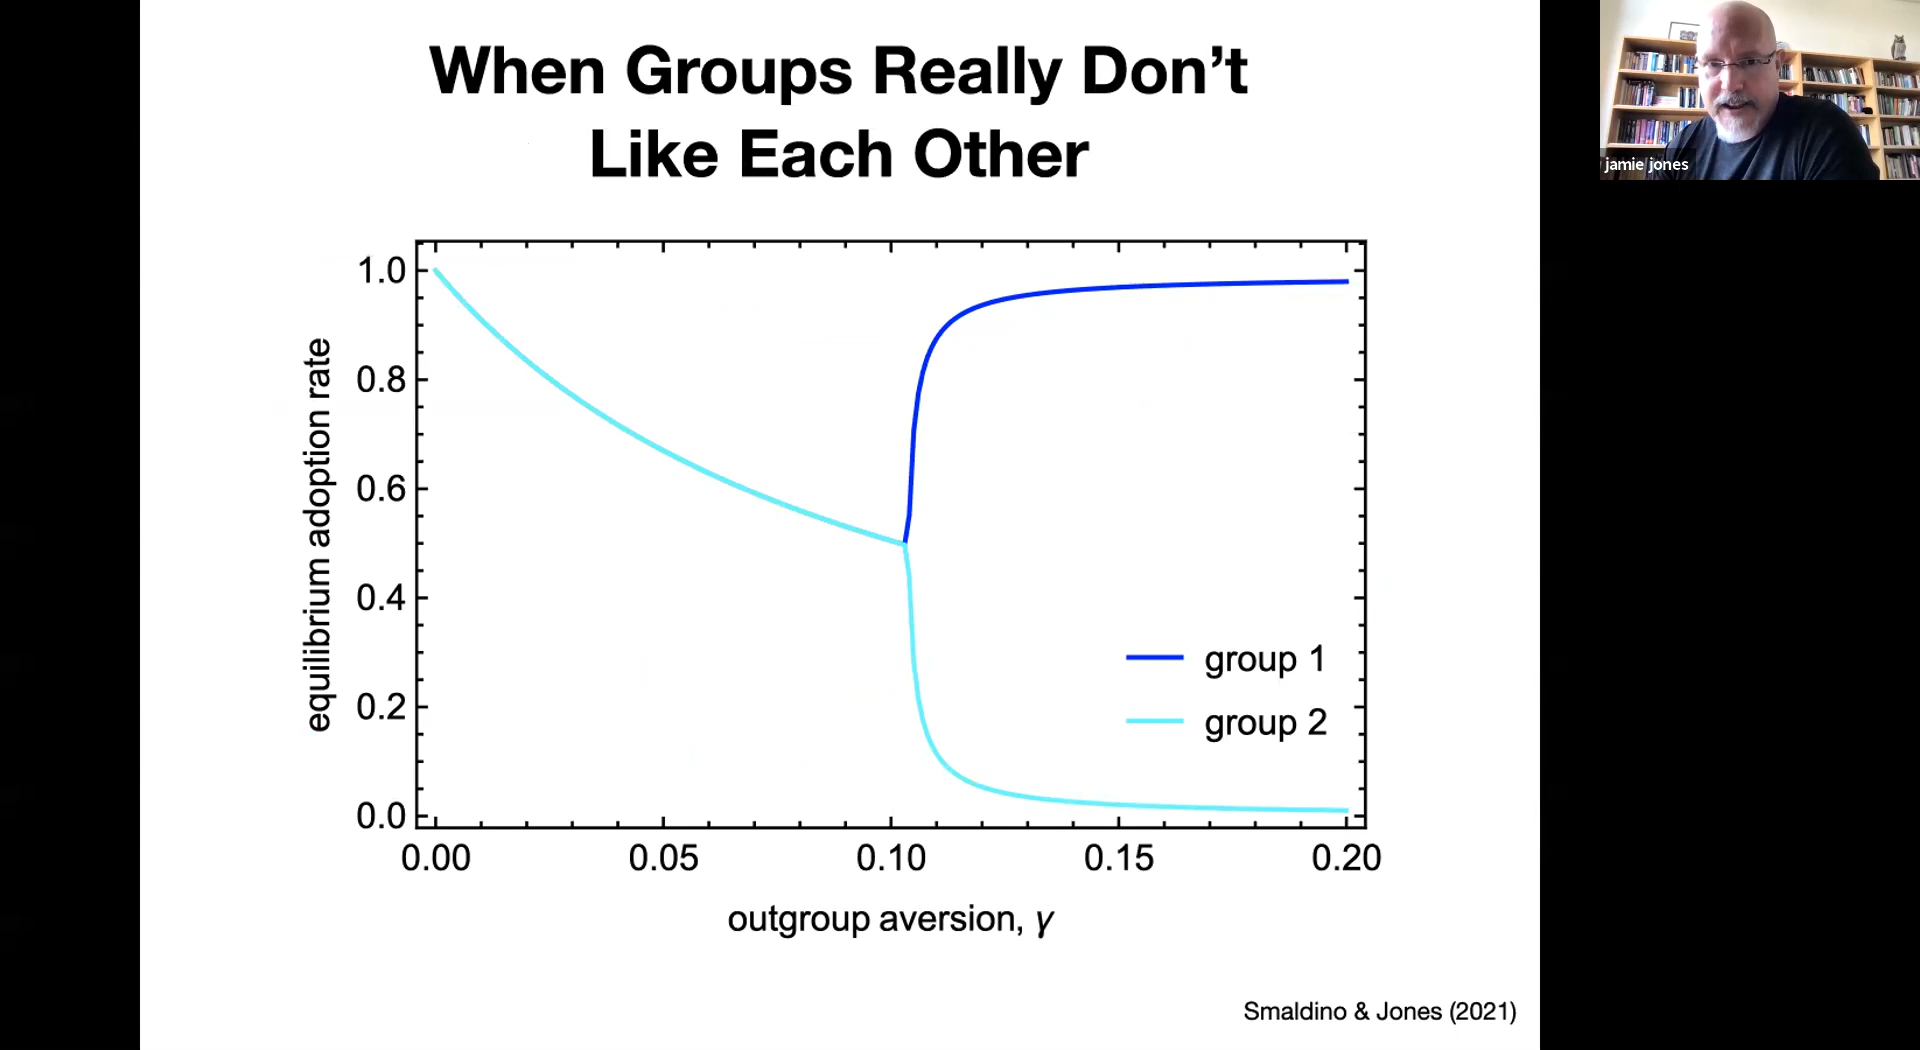 When Groups Really Don’t
Like Each Other
jamie jones
equilibrium adoption rate
1.0
0.8
0.6
0.4
0.2
0.0
group 1
group 2
0.00 0.05 0.10 0.15 0.20
outgroup aversion, γ
Smaldino & Jones (2021)